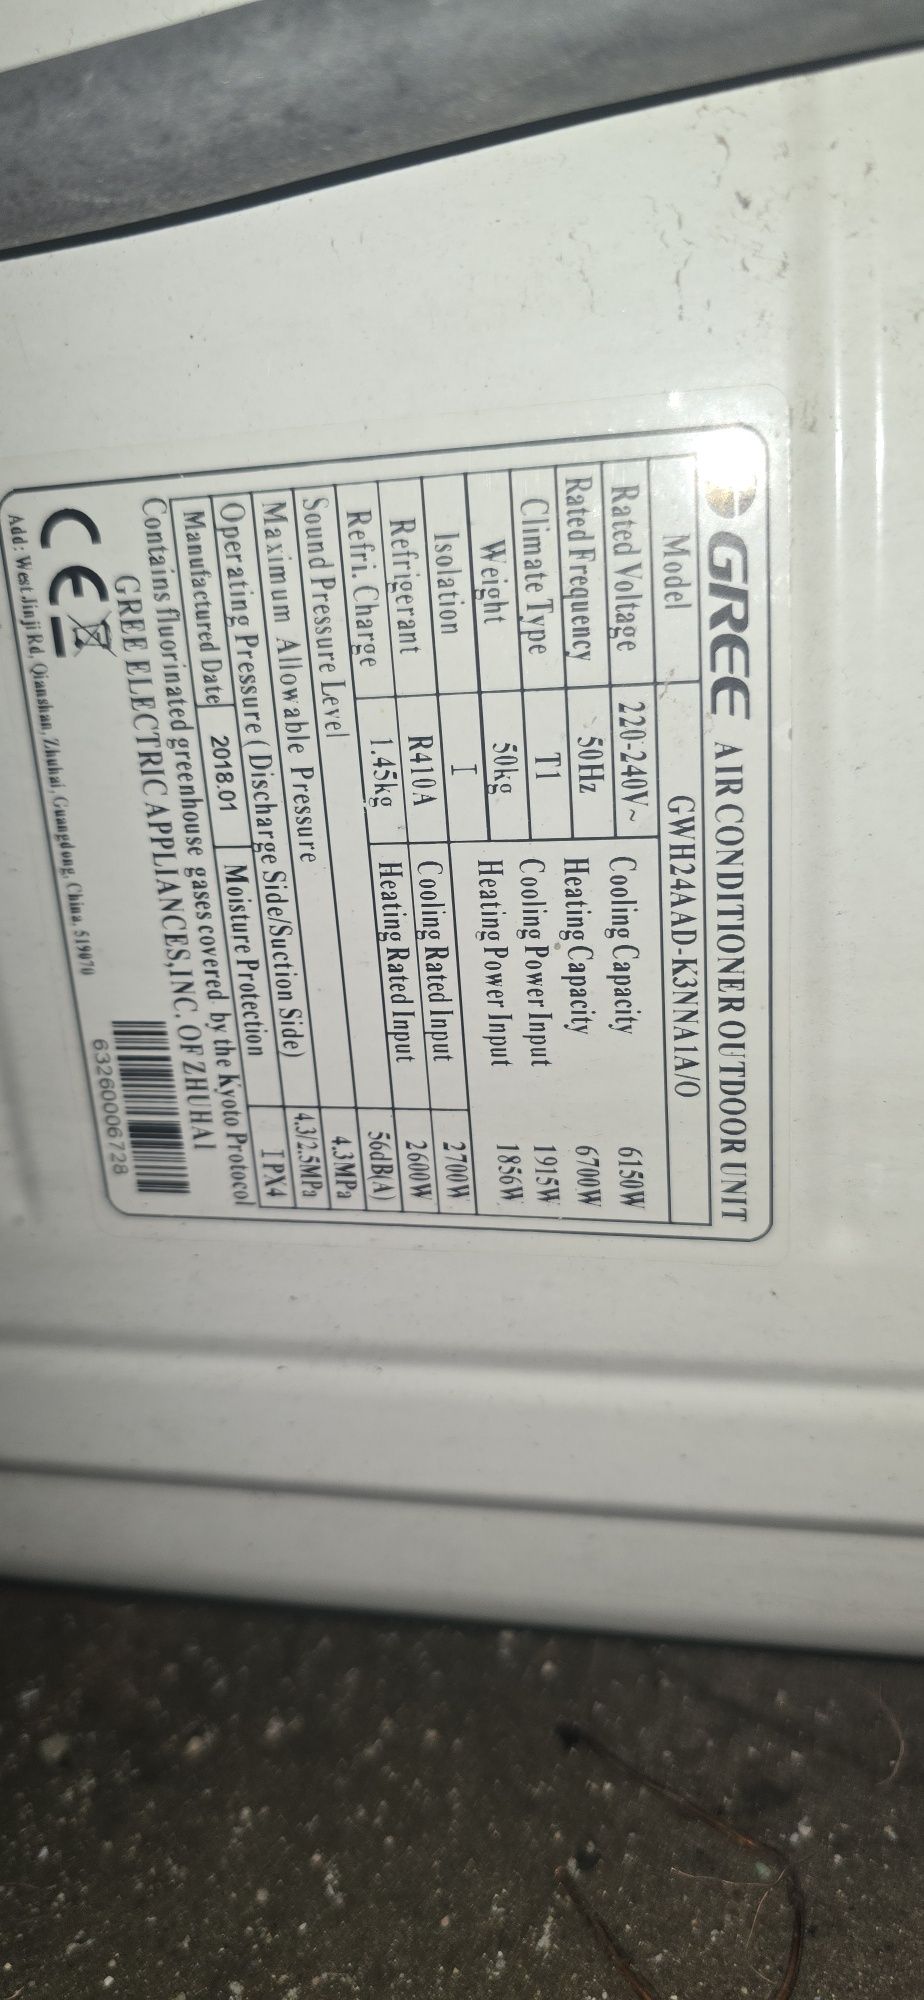 GREE AIR CONDITIONER OUTDOOR UNIT
Model GWH24AAD-K3NNA1A/O
Rated Voltage 220-240V~ Cooling Capacity 6150W
Rated Frequency 50Hz Heating Capacity 6700W
Climate Type T1 Cooling Power Input 1915W
Weight 50kg Heating Power Input 1856W
Isolation I Cooling Rated Input 2700W
Refrigerant R410A Heating Rated Input 2600W
Refri. Charge 1.45kg
Sound Pressure Level 56dB(A)
Maximum Allowable Pressure 4.3MPa
Operating Pressure (Discharge Side/Suction Side) 4.3/2.5MPa
Manufactured Date 2018.01 Moisture Protection IPX4
Contains fluorinated greenhouse gases covered by the Kyoto Protocol
GREE ELECTRIC APPLIANCES,INC. OF ZHUHAI
CE
63260006728
Add: West Jinji Rd, Qianshan, Zhuhai, Guangdong, China, 519070